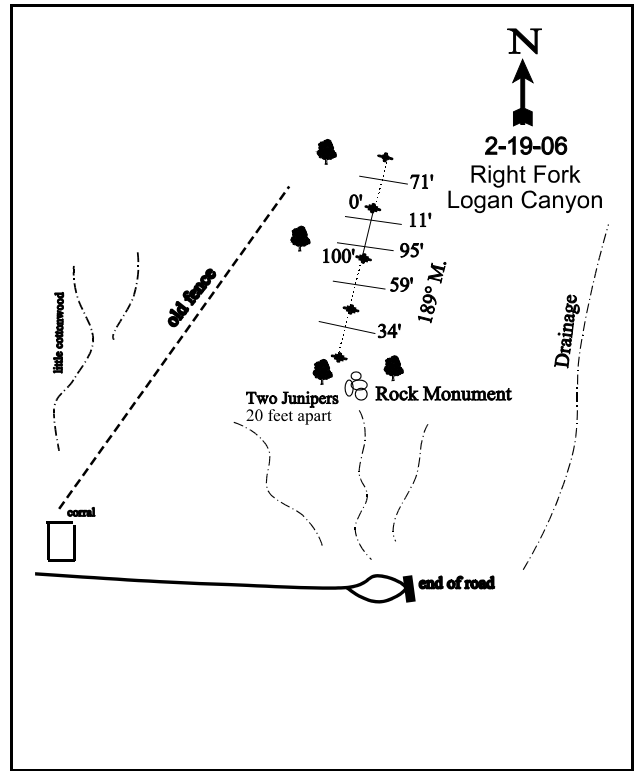 N
2-19-06
Right Fork
Logan Canyon
71'
0'
11'
95'
100'
59'
189° M.
34'
old fence
little cottonwood
Drainage
Two Junipers
20 feet apart
Rock Monument
corral
end of road